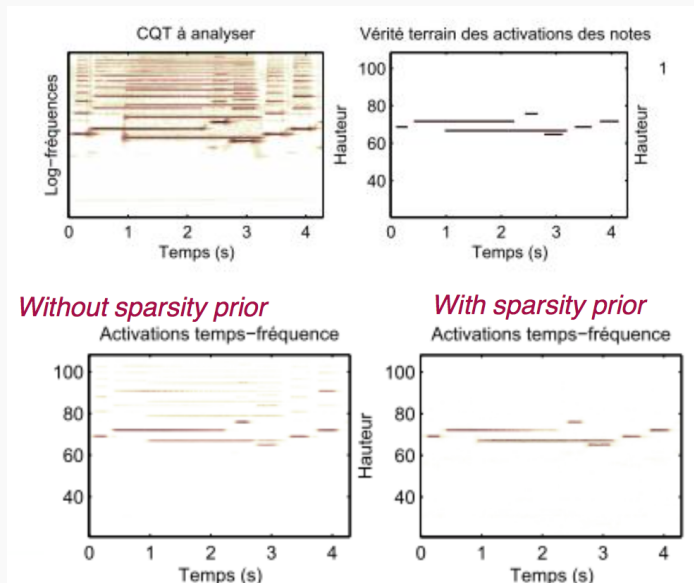 CQT à analyser
Log-fréquences
0 1 2 3 4
Temps (s)
Vérité terrain des activations des notes
Hauteur
100
80
60
40
0 1 2 3 4
Temps (s)
Hauteur
1
Without sparsity prior
Activations temps-fréquence
100
80
60
40
0 1 2 3 4
Temps (s)
With sparsity prior
Activations temps-fréquence
Hauteur
100
80
60
40
0 1 2 3 4
Temps (s)